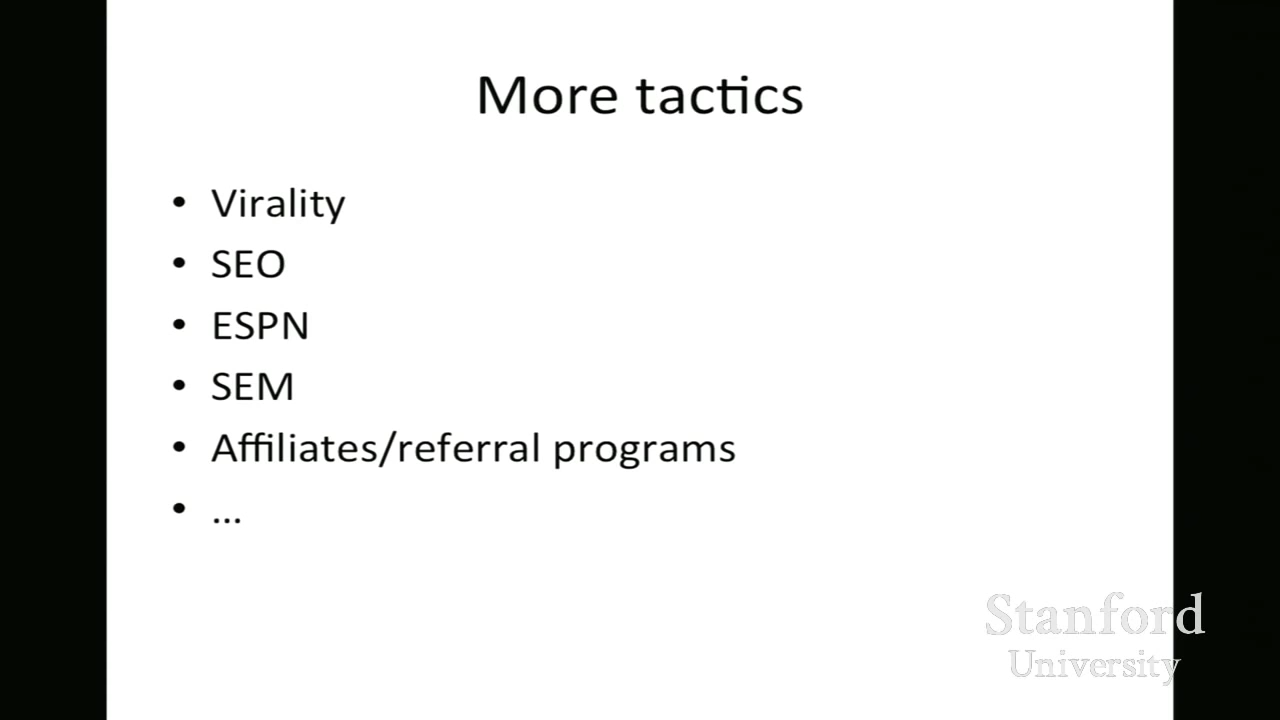 More tactics
• Virality
• SEO
• ESPN
• SEM
• Affiliates/referral programs
• ...
Stanford
University